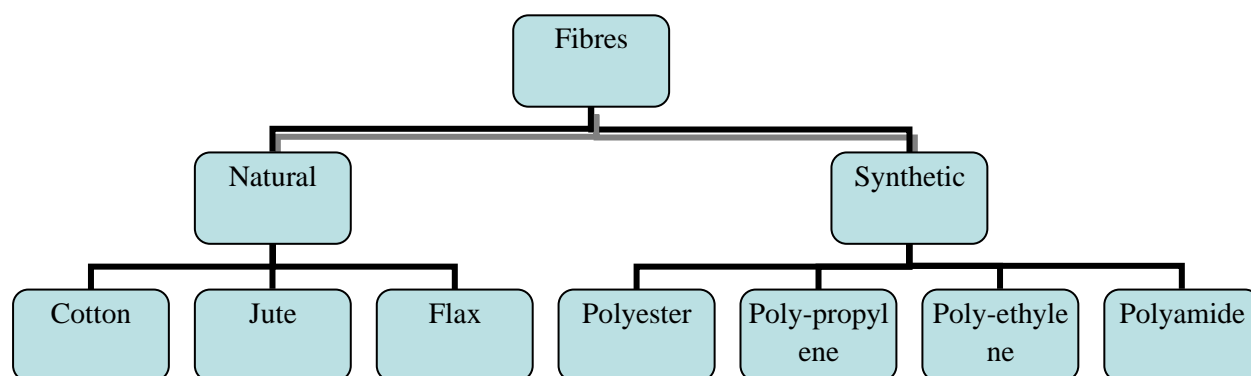 Fibres
Natural
Synthetic
Cotton
Jute
Flax
Polyester
Poly-propyl
ene
Poly-ethyle
ne
Polyamide